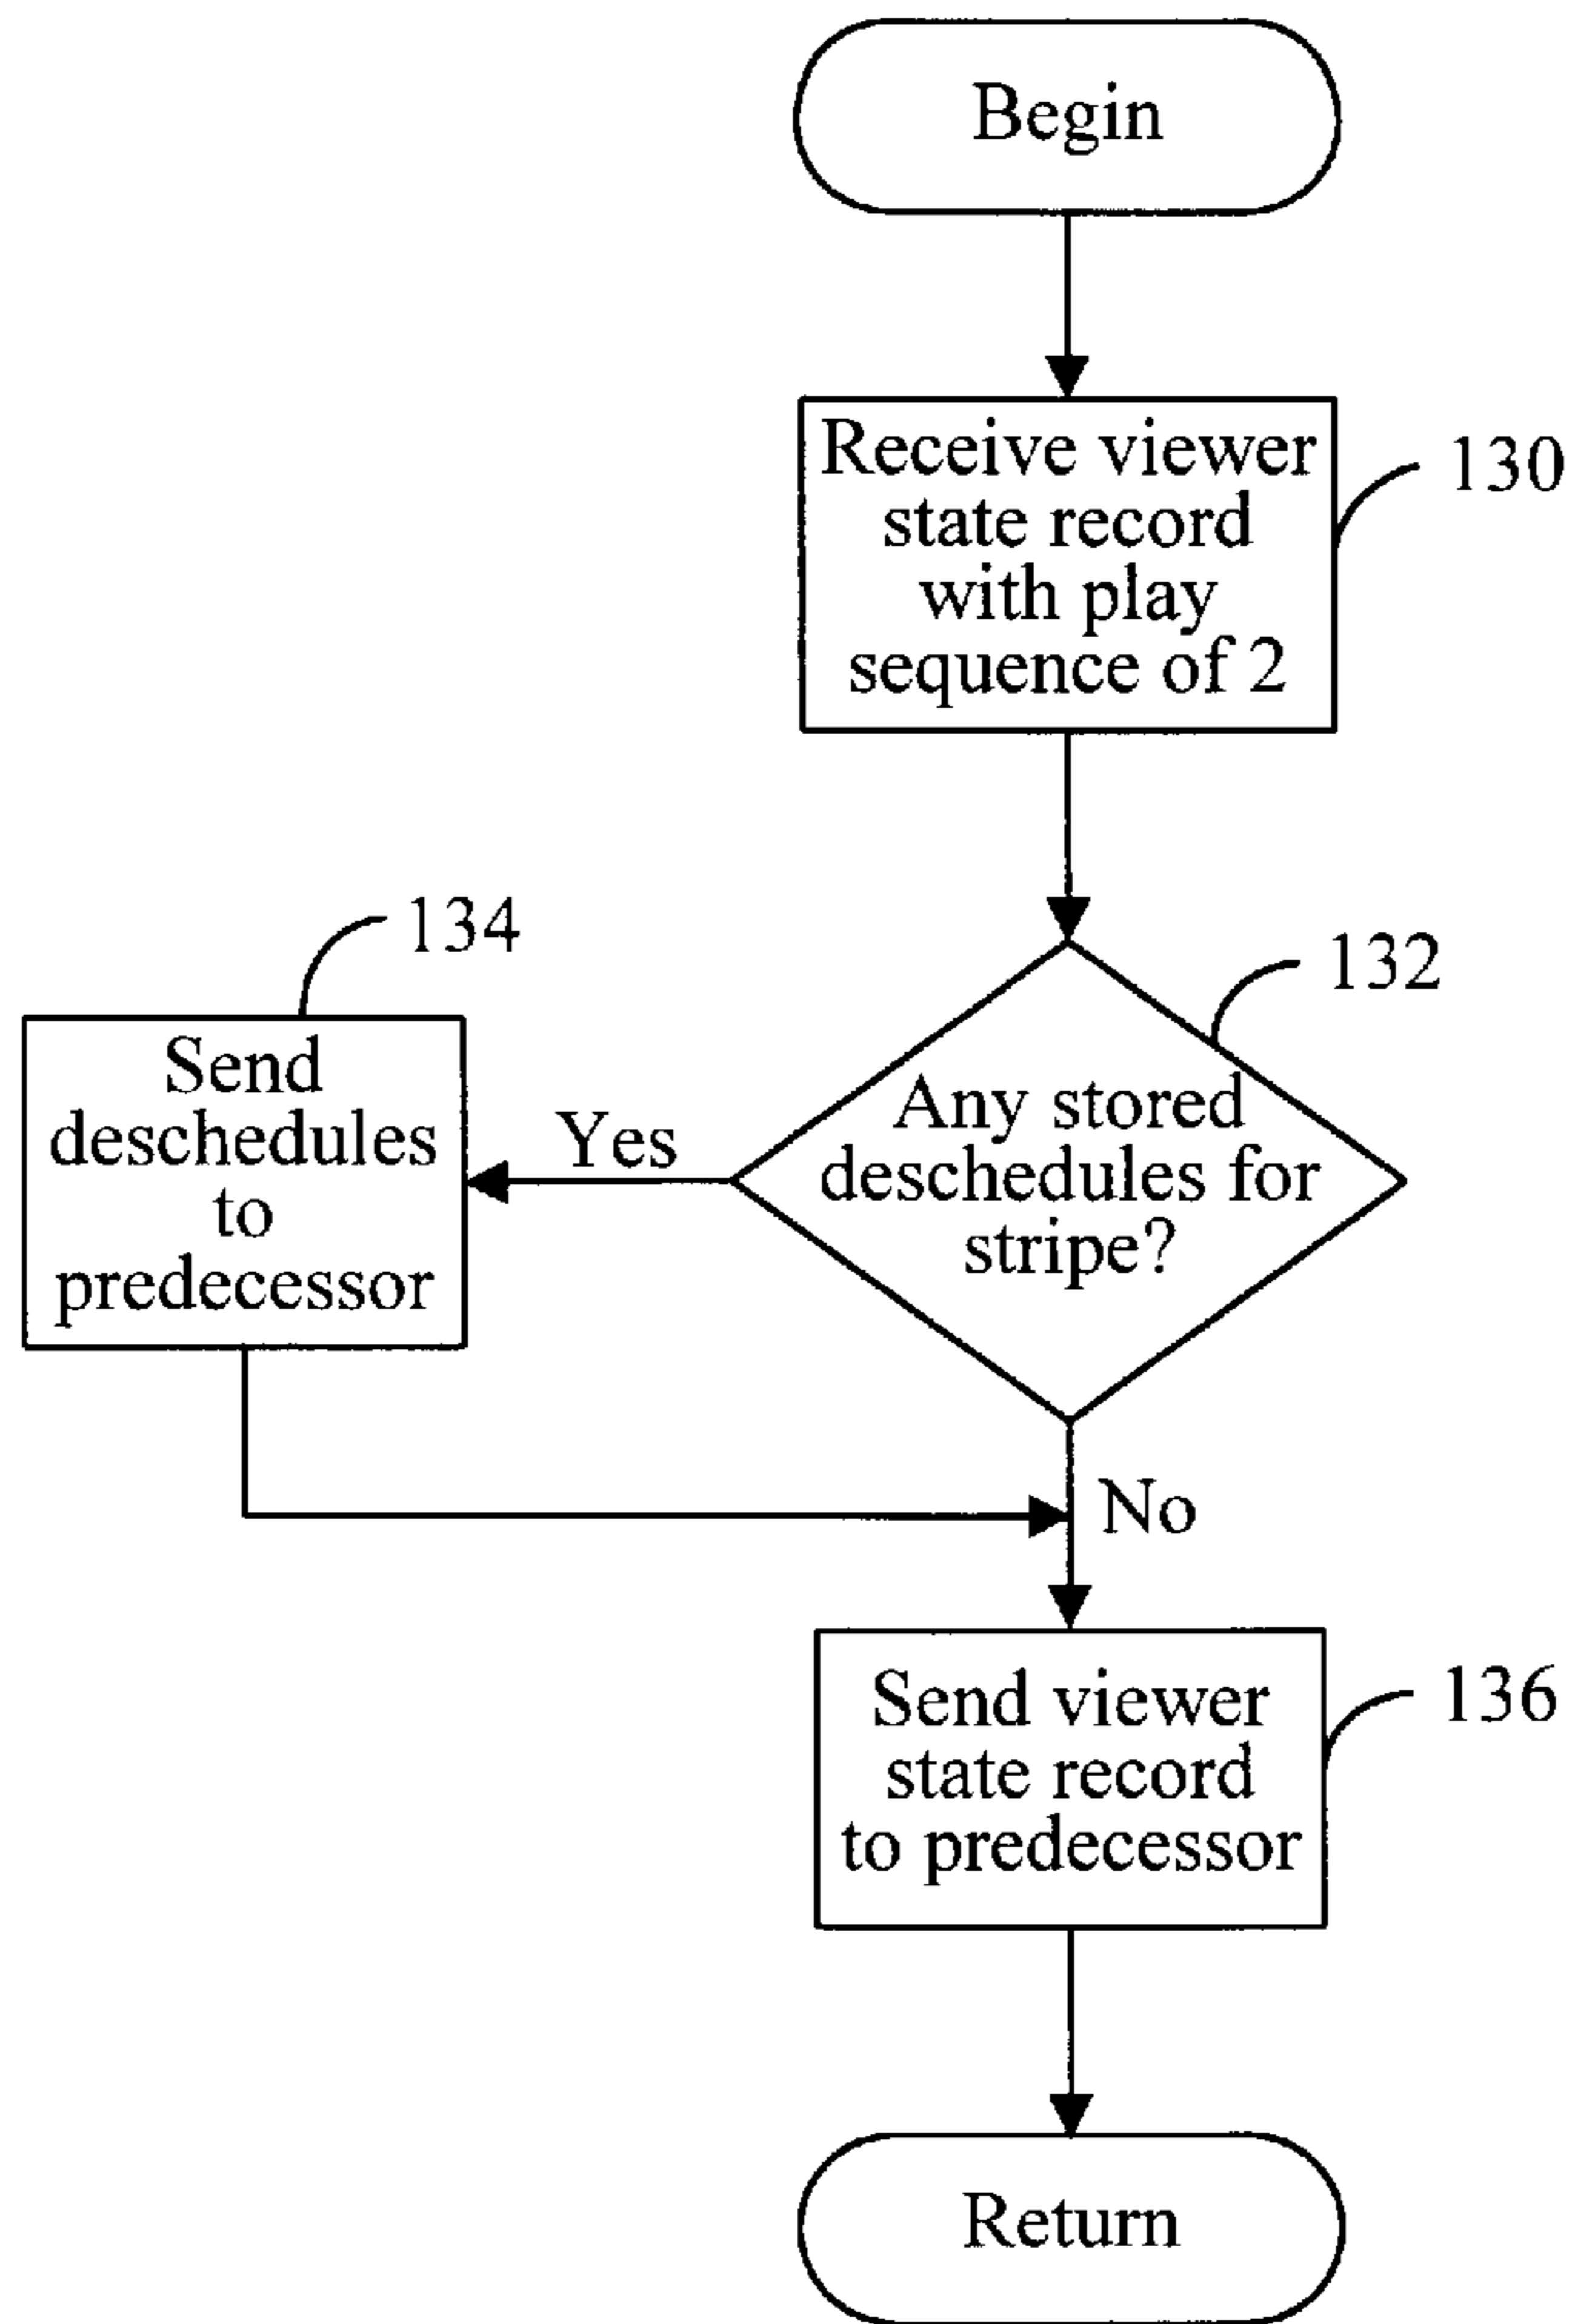 Begin
Receive viewer
state record
with play
sequence of 2
130
134
132
Send
deschedules
to
predecessor
Yes
Any stored
deschedules for
stripe?
No
Send viewer
state record
to predecessor
136
Return